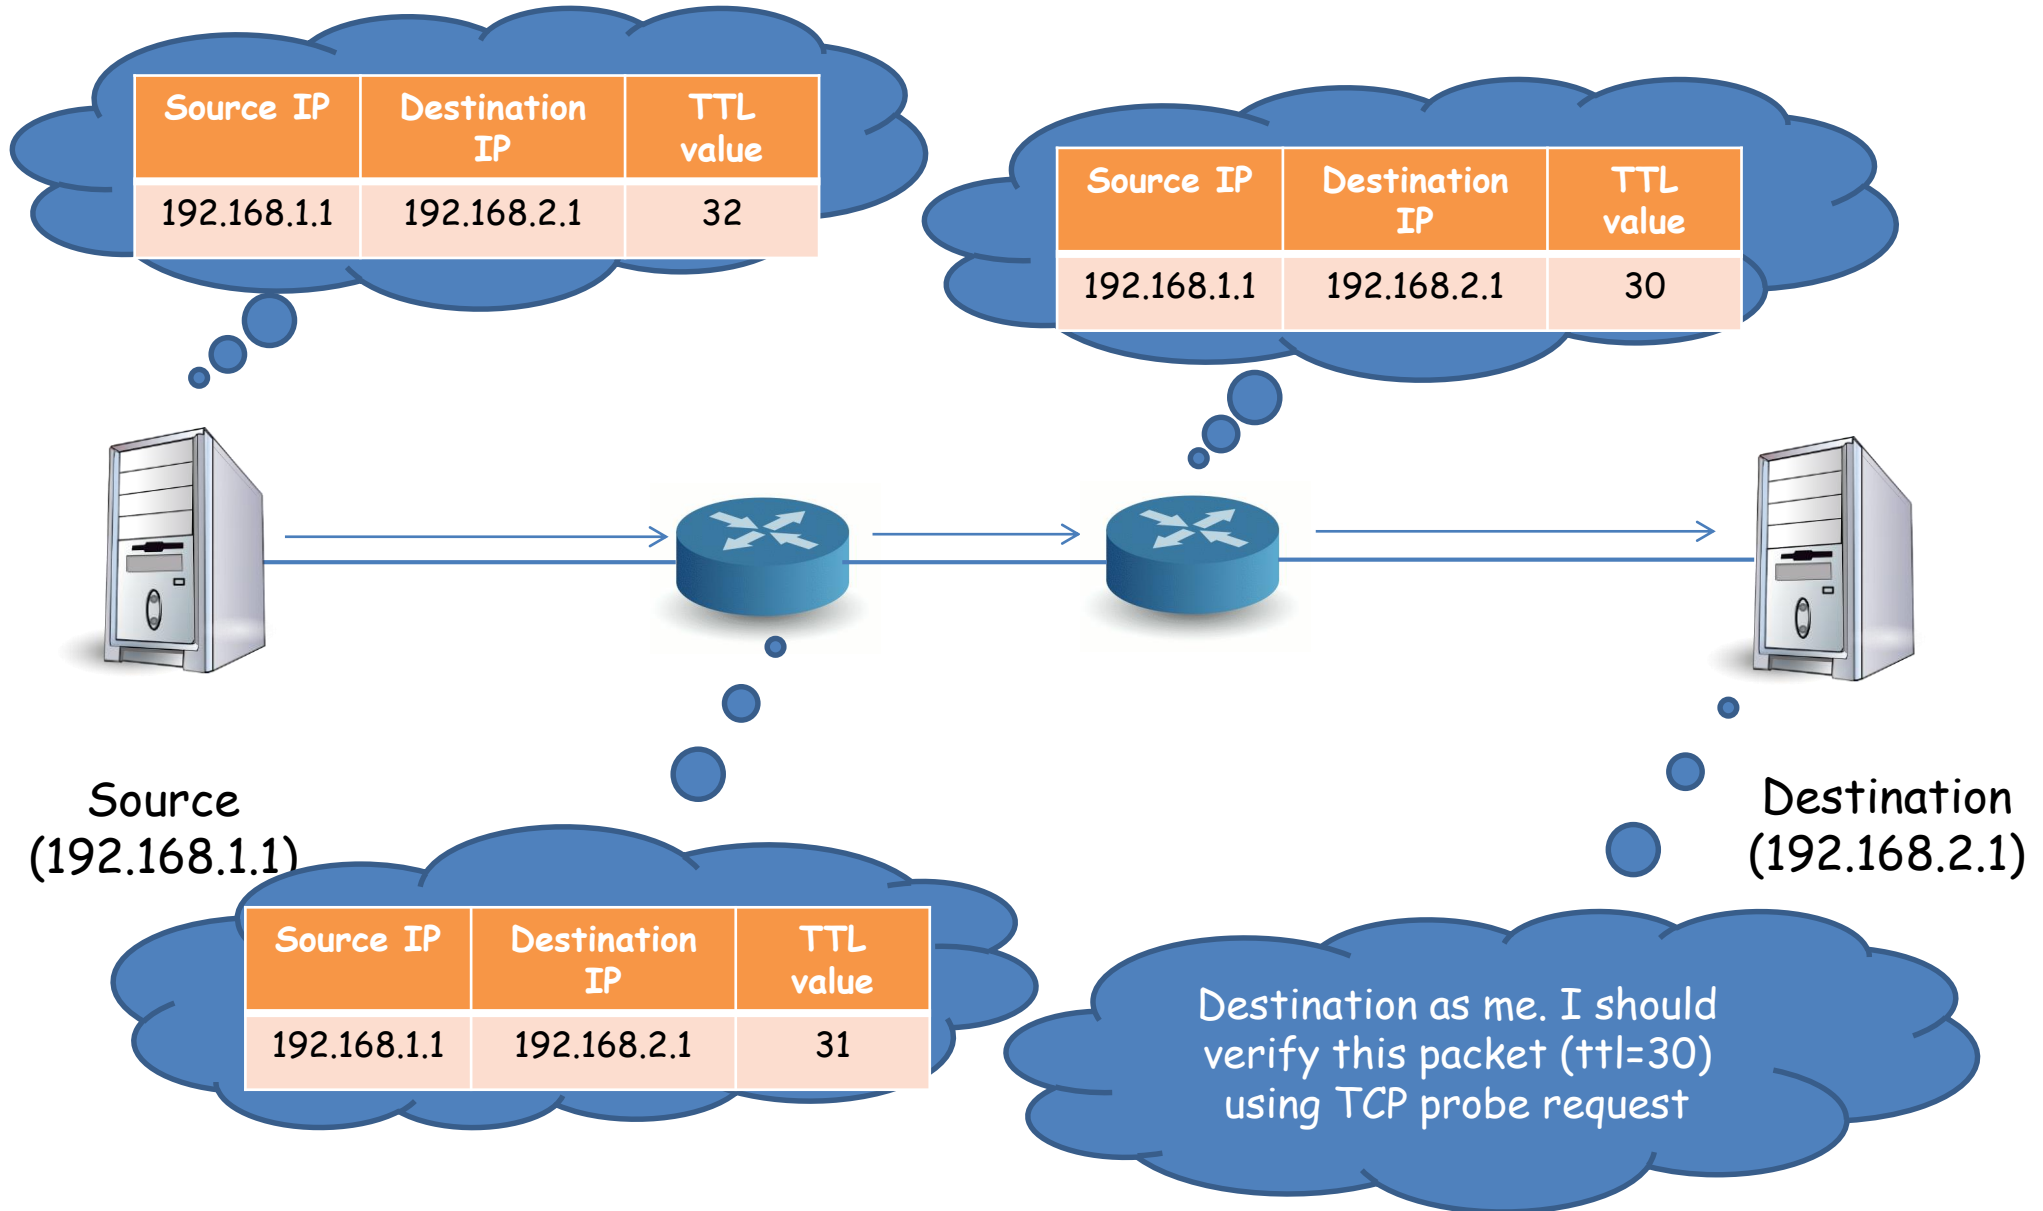 Source IP Destination TTL
IP value
192.168.1.1 192.168.2.1 32
Source IP Destination TTL
IP value
192.168.1.1 192.168.2.1 30
Source
(192.168.1.1)
Destination
(192.168.2.1)
Source IP Destination TTL
IP value
192.168.1.1 192.168.2.1 31
Destination as me. I should
verify this packet (ttl=30)
using TCP probe request